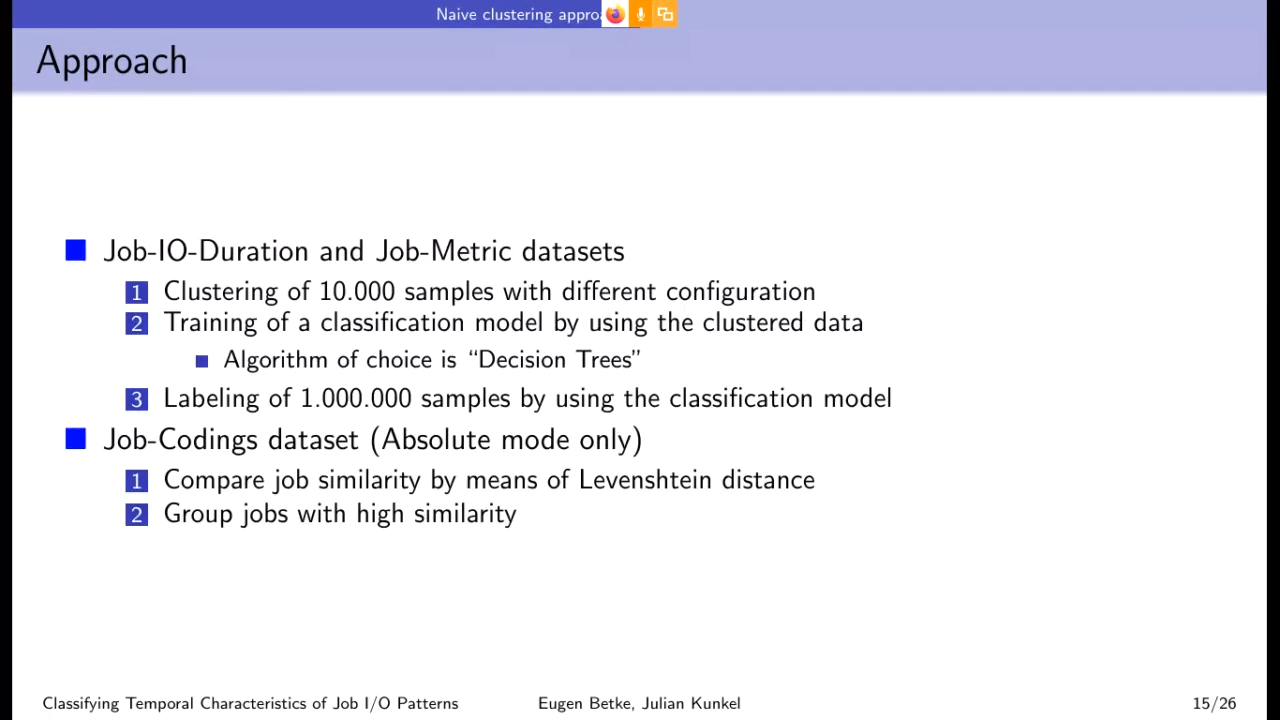 Naive clustering appro
Approach
Job-IO-Duration and Job-Metric datasets
1 Clustering of 10.000 samples with different configuration
2 Training of a classification model by using the clustered data
Algorithm of choice is “Decision Trees”
3 Labeling of 1.000.000 samples by using the classification model
Job-Codings dataset (Absolute mode only)
1 Compare job similarity by means of Levenshtein distance
2 Group jobs with high similarity
Classifying Temporal Characteristics of Job I/O Patterns Eugen Betke, Julian Kunkel 15/26